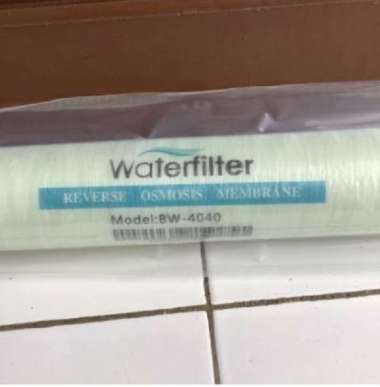 Waterfilter
REVERSE OSMOSIS MEMBRANE
Model:BW-4040